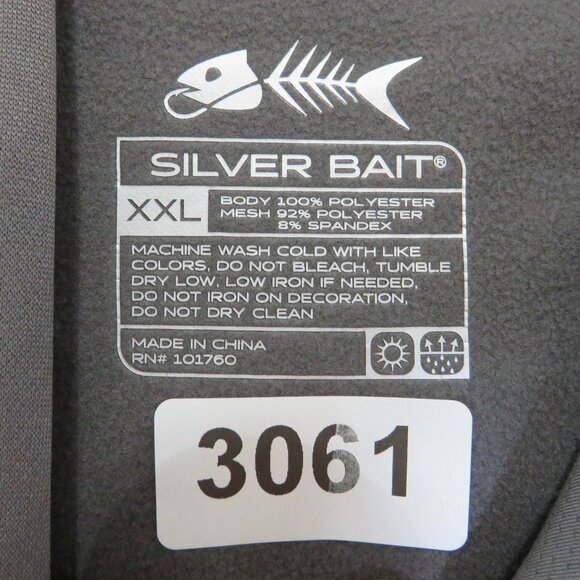 SILVER BAIT®
XXL
BODY 100% POLYESTER
MESH 92% POLYESTER
8% SPANDEX
MACHINE WASH COLD WITH LIKE
COLORS, DO NOT BLEACH, TUMBLE
DRY LOW, LOW IRON IF NEEDED,
DO NOT IRON ON DECORATION,
DO NOT DRY CLEAN
MADE IN CHINA
RN# 101760
3061